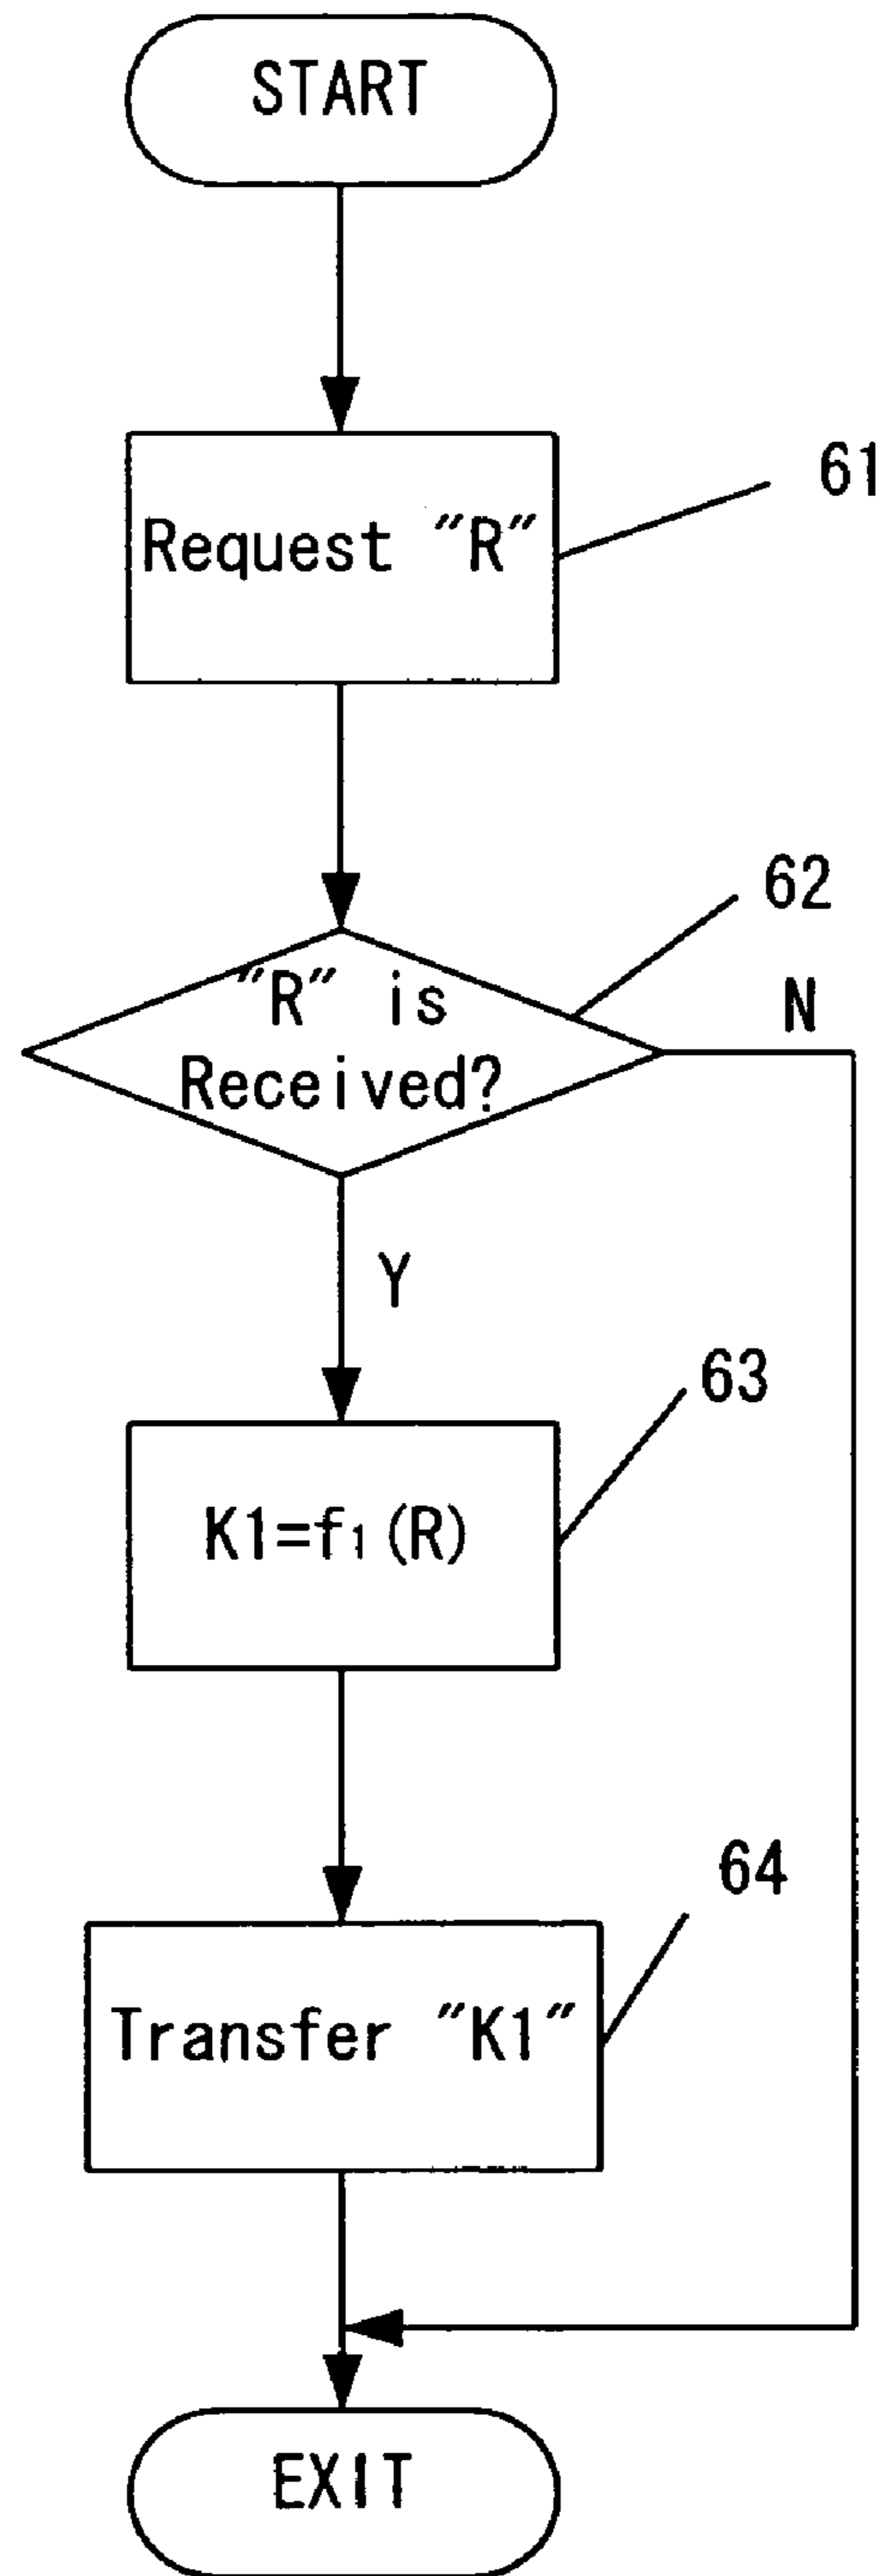 START
Request "R"
61
62
"R" is
Received?
N
Y
63
K1=f₁(R)
64
Transfer "K1"
EXIT